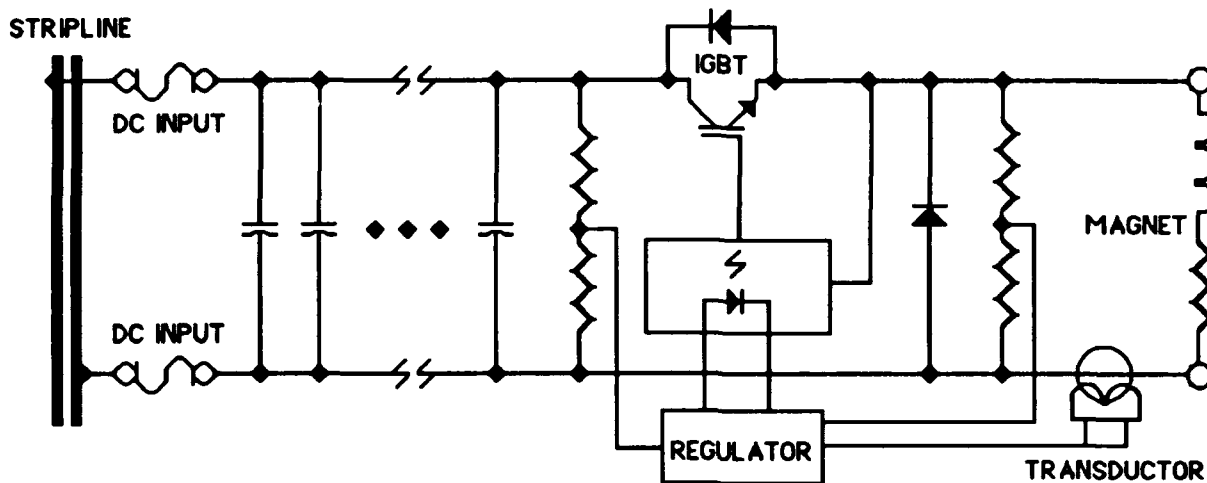 STRIPLINE
IGBT
DC INPUT
MAGNET
DC INPUT
REGULATOR
TRANSDUCTOR